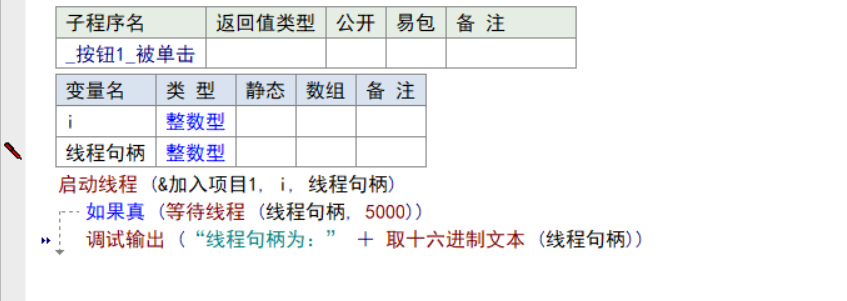 子程序名 返回值类型 公开 易包 备 注
_按钮1_被单击
变量名 类 型 静态 数组 备 注
i 整数型
线程句柄 整数型
启动线程 (&加入项目1, i, 线程句柄)
如果真 (等待线程 (线程句柄, 5000))
调试输出 (“线程句柄为:” + 取十六进制文本 (线程句柄))